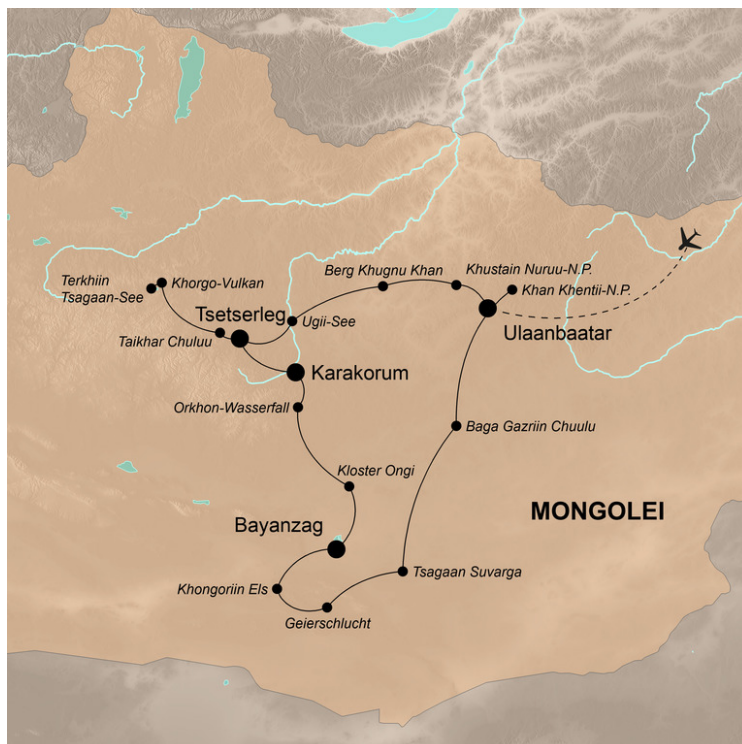 Berg Khugnu Khan
Khustain Nuruu-N.P.
Khorgo-Vulkan
Terkhiin
Tsagaan-See
Khan Khentii-N.P.
Tsetserleg
Ugii-See
Ulaanbaatar
Taikhar Chuluu
Karakorum
Orkhon-Wasserfall
Baga Gazriin Chuulu
Kloster Ongi
MONGOLEI
Bayanzag
Tsagaan Suvarga
Khongoriin Els
Geierschlucht